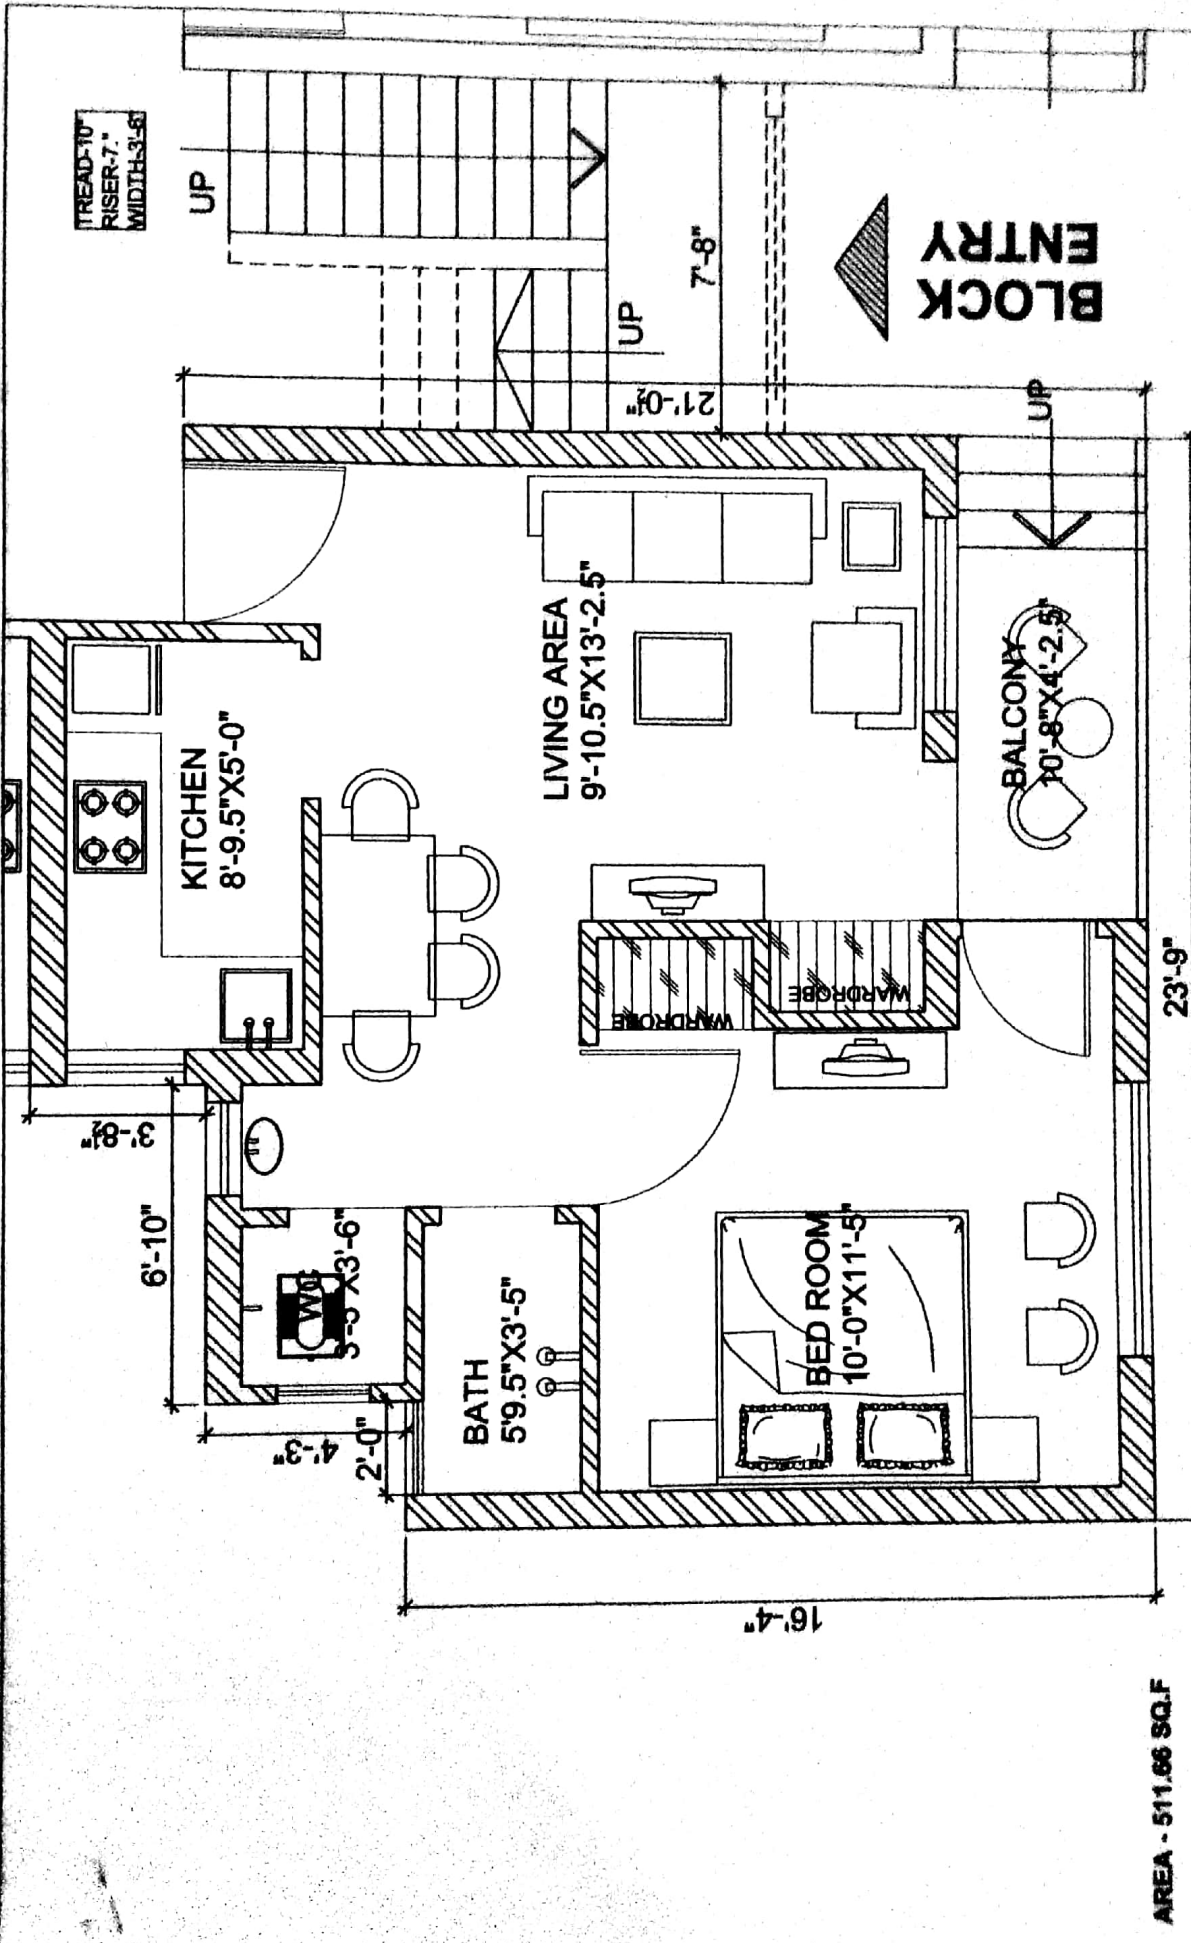 TREAD-10"
RISER-7."
WIDTH-3'-6"
UP
UP
7'-8"
BLOCK
ENTRY
21'-0½"
UP
KITCHEN
8'-9.5"X5'-0"
LIVING AREA
9'-10.5"X13'-2.5"
BALCONY
10'-8"X4'-2.5"
WARDROBE
WARDROBE
23'-9"
3'-8½"
6'-10"
WC
3'-5"X3'-6"
4'-3"
2'-0"
BATH
5'9.5"X3'-5"
BED ROOM
10'-0"X11'-5"
16'-4"
AREA - 511.66 SQ.F